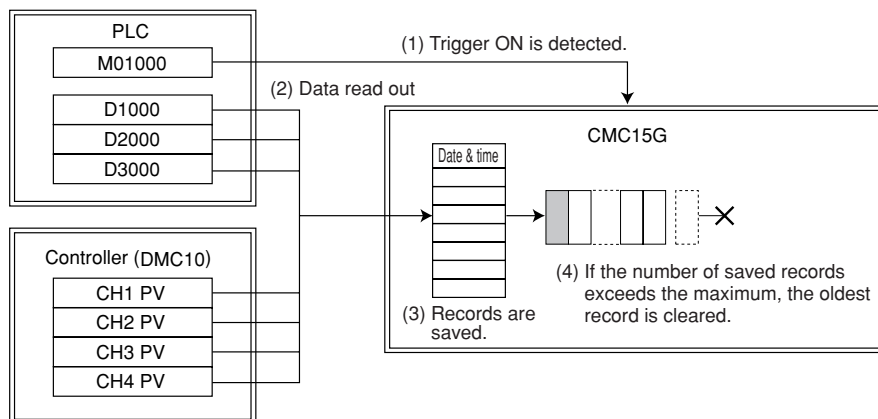 PLC
M01000
(1) Trigger ON is detected.
(2) Data read out
D1000
D2000
D3000
CMC15G
Date & time
Controller (DMC10)
CH1 PV
CH2 PV
CH3 PV
CH4 PV
(3) Records are
saved.
(4) If the number of saved records
exceeds the maximum, the oldest
record is cleared.